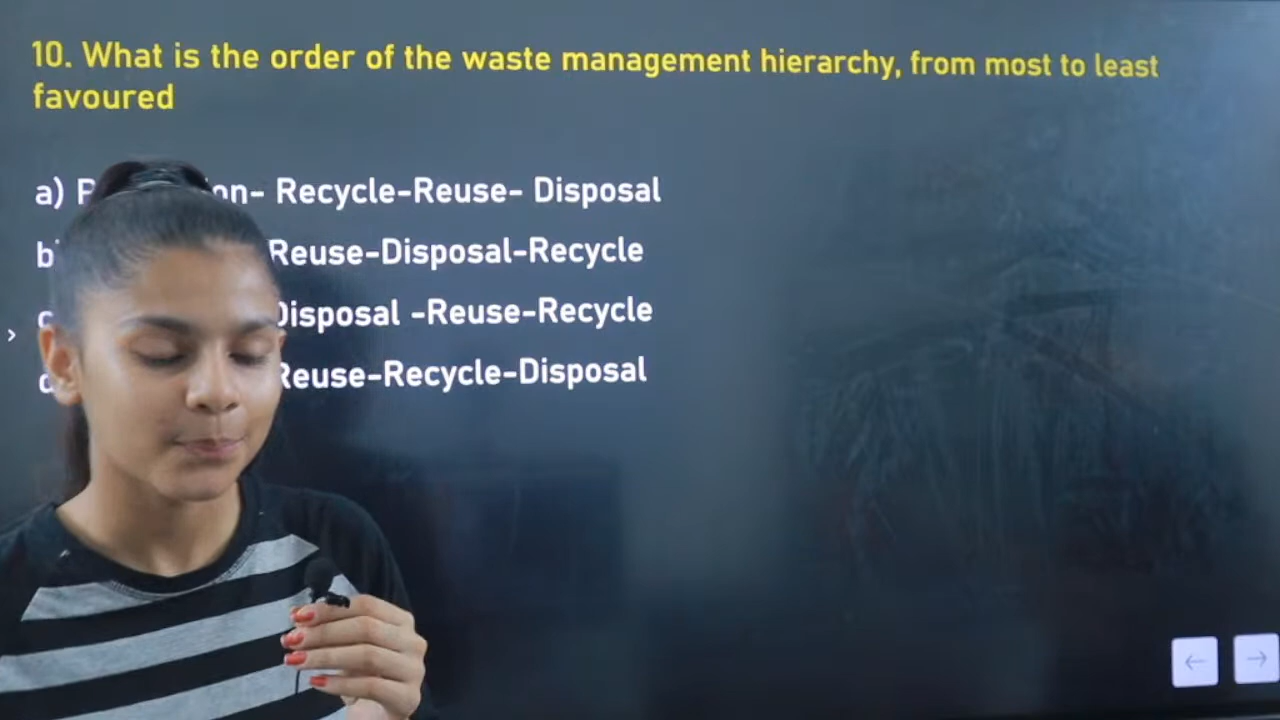 10. What is the order of the waste management hierarchy, from most to least
favoured
a) Recycle-Reuse- Disposal
Reuse-Disposal-Recycle
Disposal -Reuse-Recycle
Reuse-Recycle-Disposal